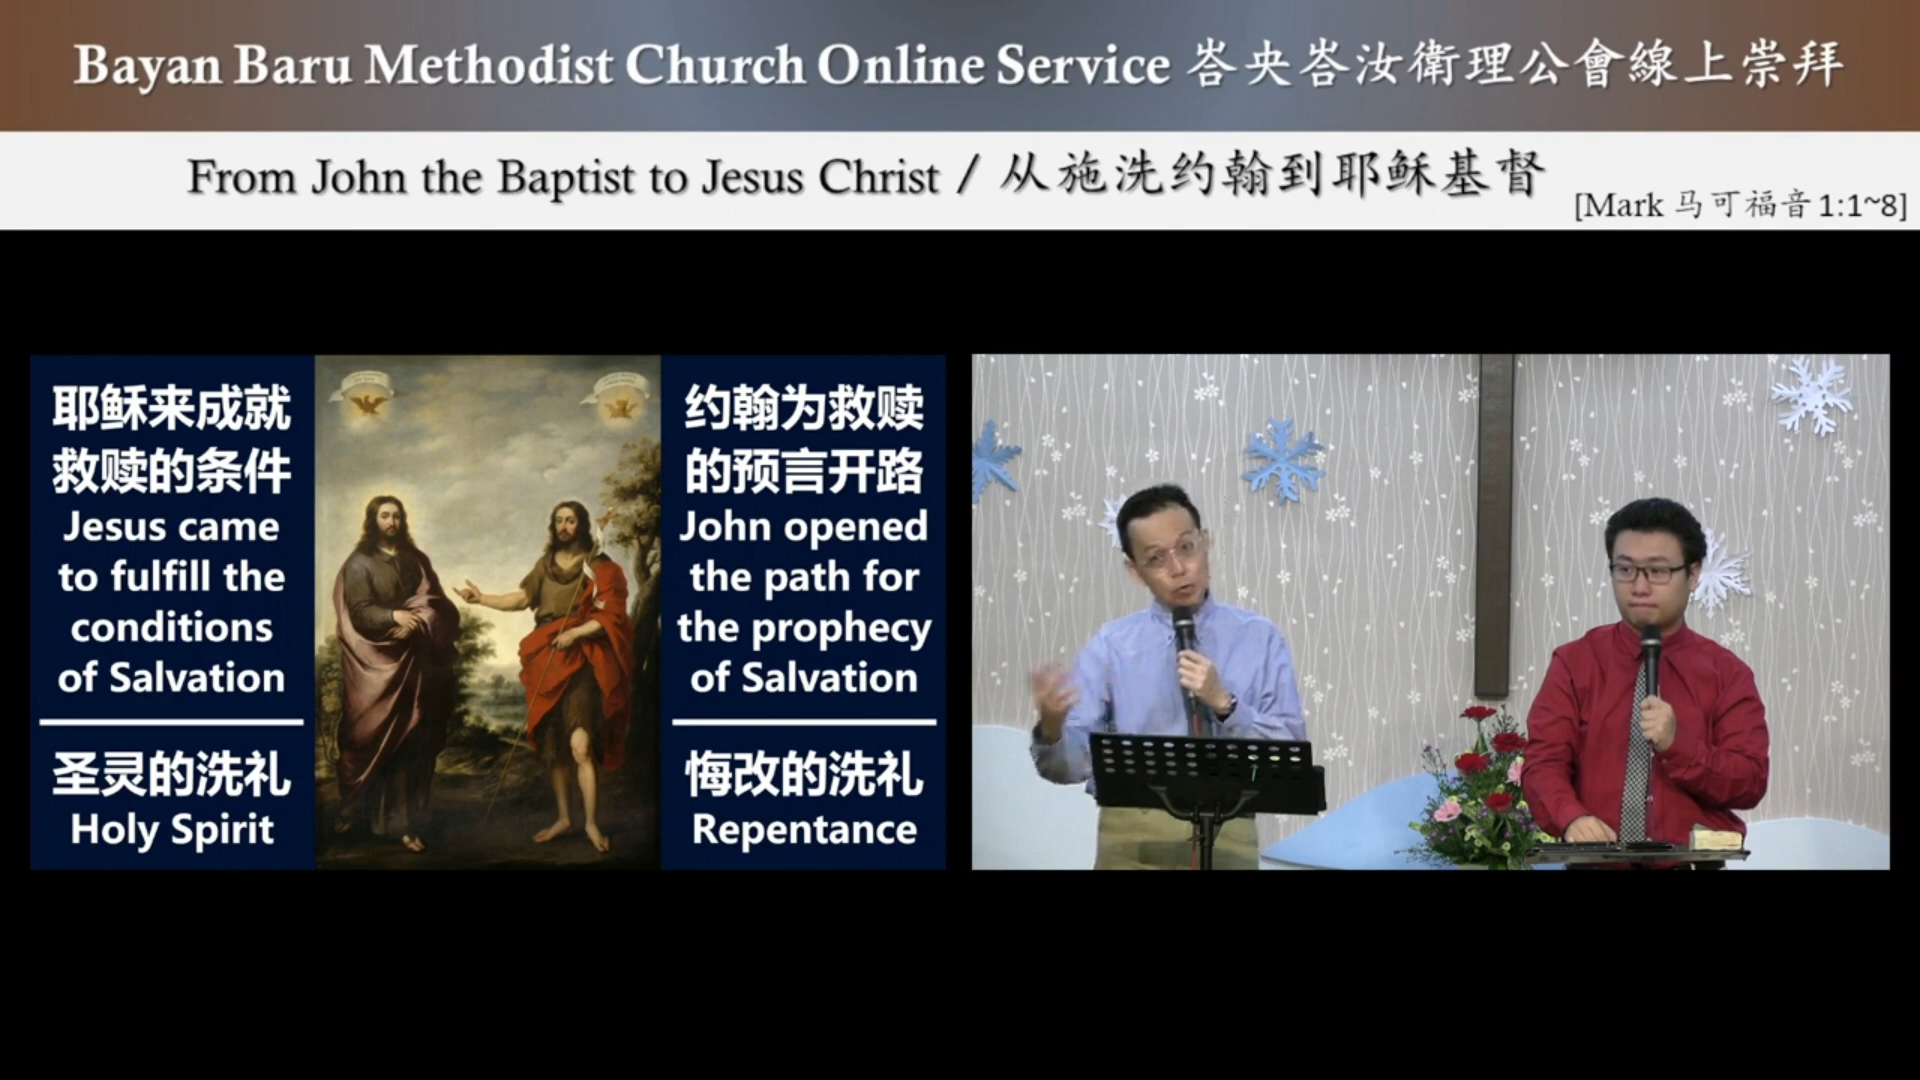 Bayan Baru Methodist Church Online Service 峇央峇汝衛理公會線上崇拜
From John the Baptist to Jesus Christ / 从施洗约翰到耶稣基督
[Mark 马可福音 1:1~8]
耶稣来成就
救赎的条件
Jesus came
to fulfill the
conditions
of Salvation
圣灵的洗礼
Holy Spirit
约翰为救赎
的预言开路
John opened
the path for
the prophecy
of Salvation
悔改的洗礼
Repentance